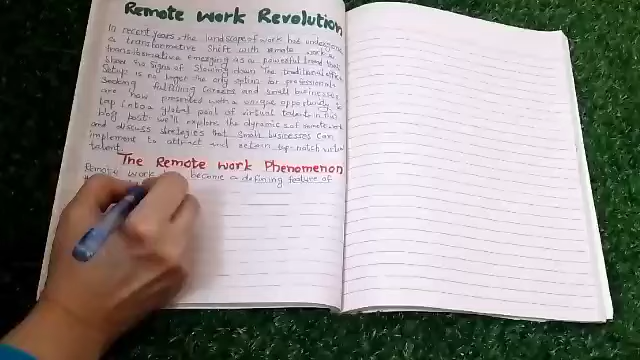 Remote work Revolution
In recent years, the landscape of work has undergone
a transformative shift with remote work
transformative emerging as a powerful trend that
show no signs of slowing down The traditional office
Setup is no longer the only option for professionals
Seeking fulfilling careers and small businesses
are now presented with a unique opportunity to
tap into a global pool of virtual talent in this
blog post we'll explore the dynamics of remote work
and discuss strategies that small businesses can
implement to attract and retain top-notch virtual
talent.
The Remote work Phenomenon
Remote work has become a defining feature of